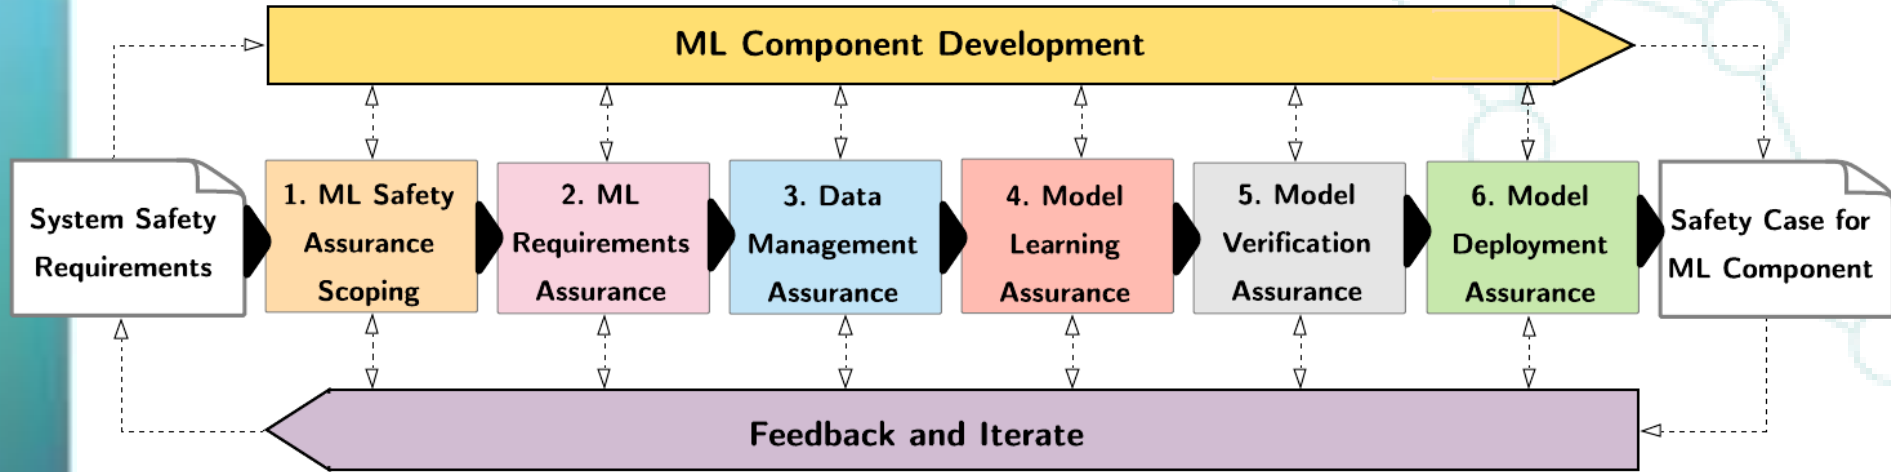 ML Component Development
System Safety
Requirements
1. ML Safety
Assurance
Scoping
2. ML
Requirements
Assurance
3. Data
Management
Assurance
4. Model
Learning
Assurance
5. Model
Verification
Assurance
6. Model
Deployment
Assurance
Safety Case for
ML Component
Feedback and Iterate